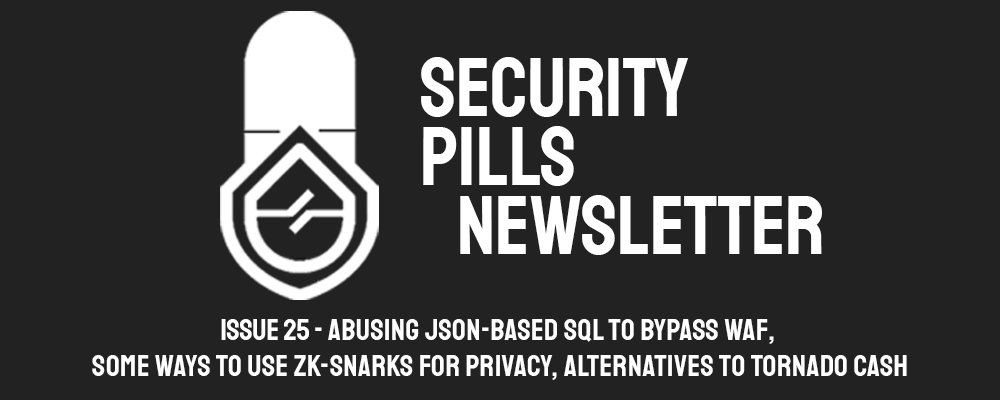 SECURITY
PILLS
NEWSLETTER
ISSUE 25 - ABUSING JSON-BASED SQL TO BYPASS WAF,
SOME WAYS TO USE ZK-SNARKS FOR PRIVACY, ALTERNATIVES TO TORNADO CASH